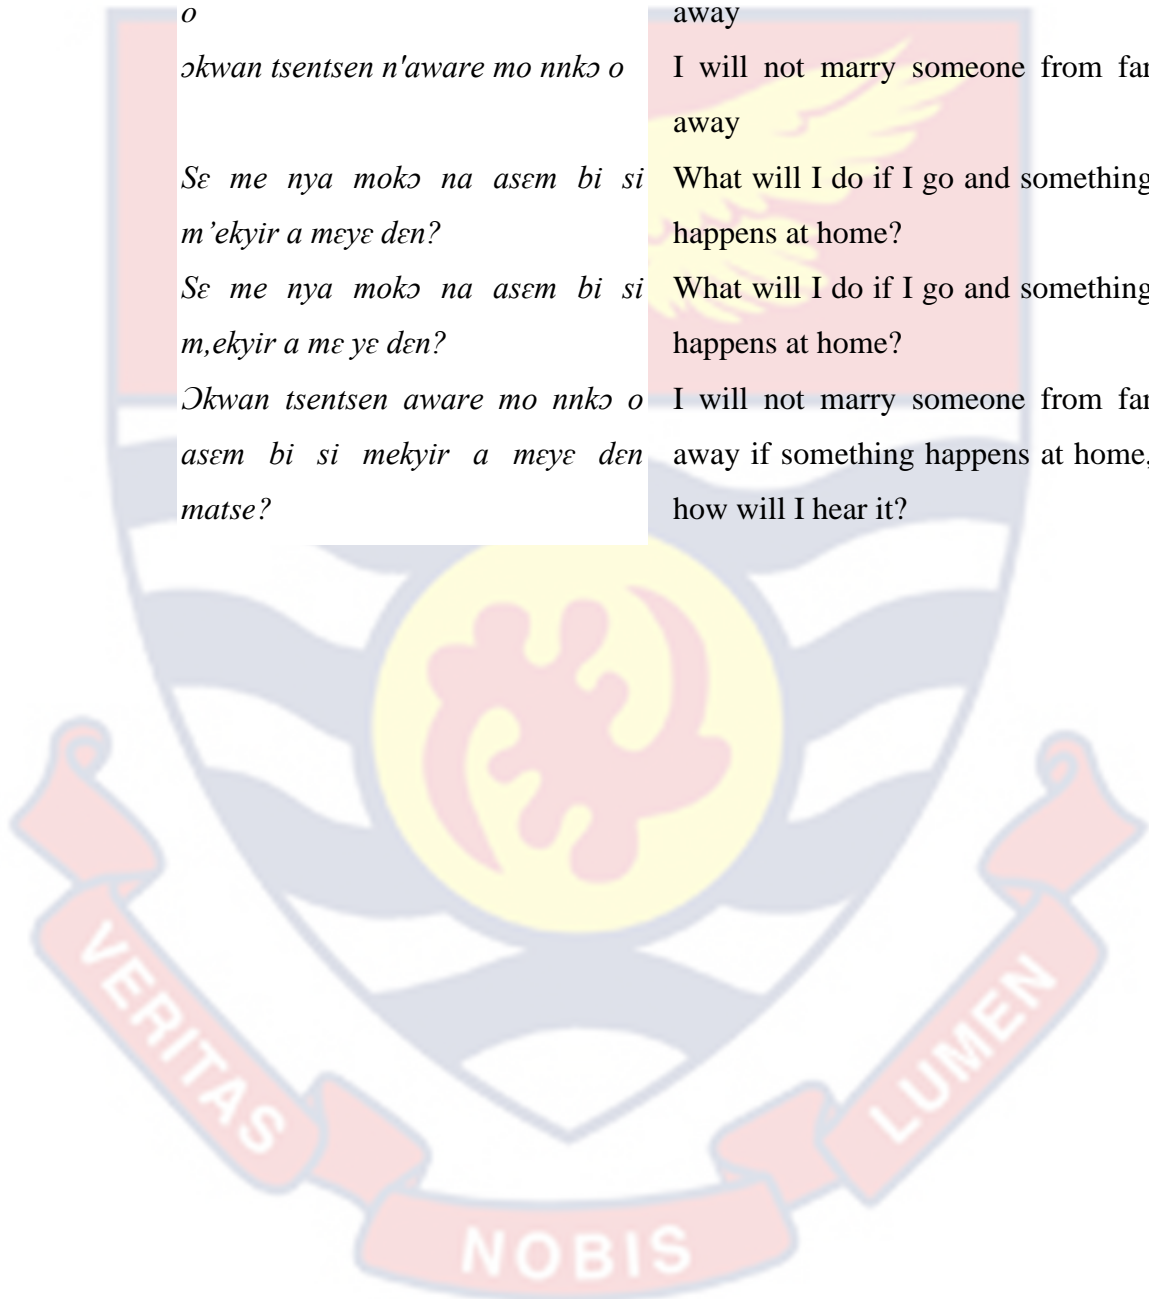 o away
ɔkwan tsentsen n'aware mo nnkɔ o I will not marry someone from far
away
Sɛ me nya mokɔ na asɛm bi si What will I do if I go and something
m’ekyir a mɛyɛ dɛn? happens at home?
Sɛ me nya mokɔ na asɛm bi si What will I do if I go and something
m,ekyir a mɛ yɛ dɛn? happens at home?
Ɔkwan tsentsen aware mo nnkɔ o I will not marry someone from far
asɛm bi si mekyir a mɛyɛ dɛn away if something happens at home,
matse? how will I hear it?
VERITAS
NOBIS
LUMEN